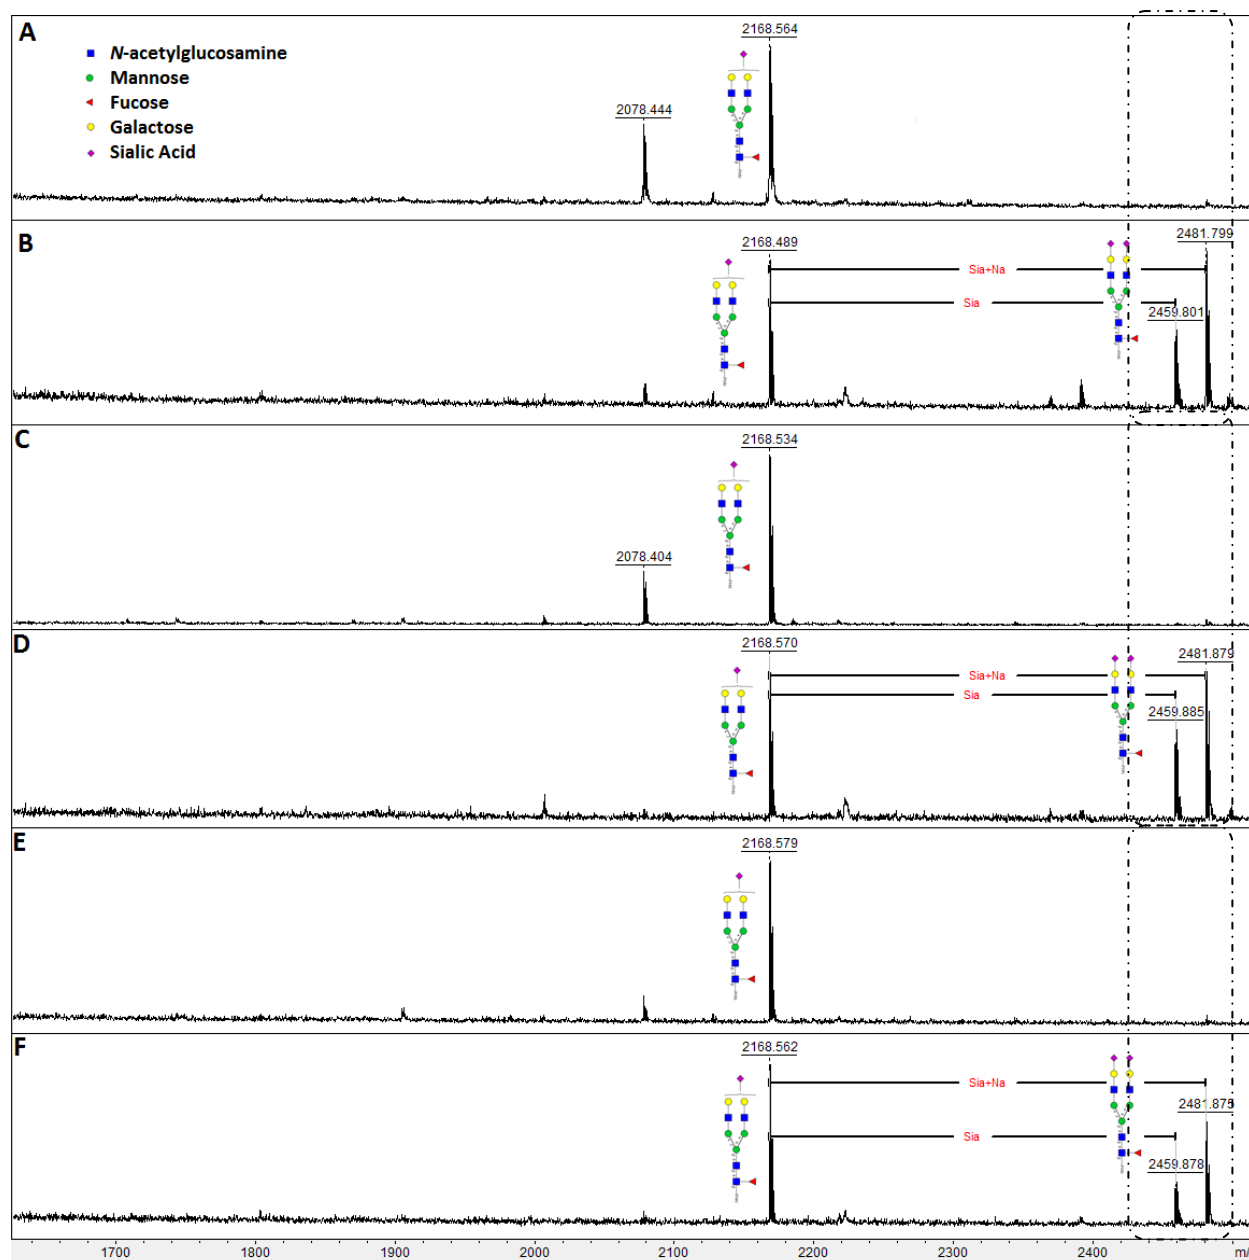 A
N-acetylglucosamine
Mannose
Fucose
Galactose
Sialic Acid
2078.444
2168.564
B
2168.489
2481.799
Sia+Na
Sia
2459.801
C
2168.534
2078.404
D
2168.570
2481.879
Sia+Na
Sia
2459.885
E
2168.579
F
2168.562
Sia+Na
2481.875
Sia
2459.878
1700
1800
1900
2000
2100
2200
2300
2400
m/